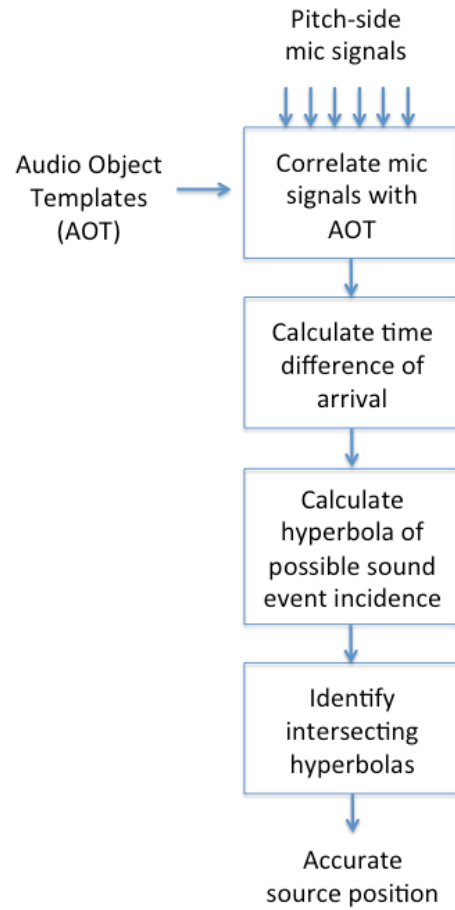 Pitch-side
mic signals
Audio Object
Templates
(AOT)
Correlate mic
signals with
AOT
Calculate time
difference of
arrival
Calculate
hyperbola of
possible sound
event incidence
Identify
intersecting
hyperbolas
Accurate
source position